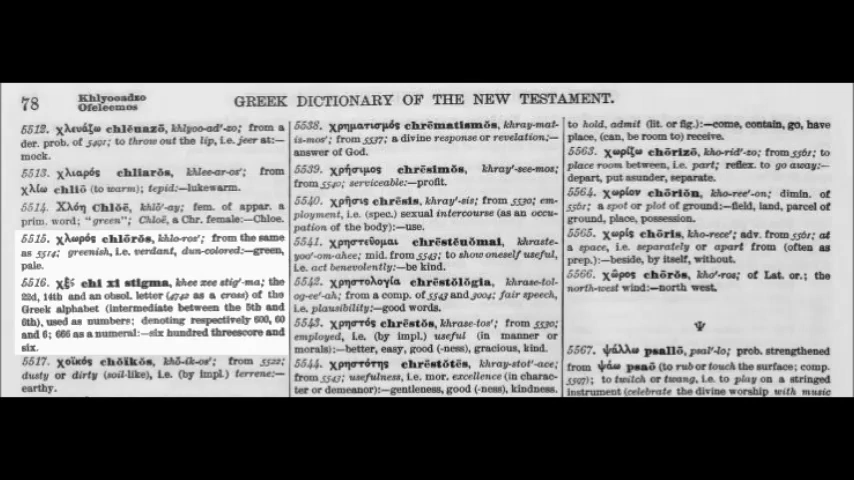 78
Khlyooadzo
Ofeleemos
GREEK DICTIONARY OF THE NEW TESTAMENT.
5512. χλευάζω chlĕuazō, khlyoo-ad'-zo; from a
der. prob. of 5491; to throw out the lip, i.e. jeer at:—
mock.
5513. χλιαρός chliarŏs, khlee-ar-os'; from
χλίω chliō (to warm); tepid:—lukewarm.
5514. Χλόη Chlŏē, khlŏ'-ay; fem. of appar. a
prim. word; "green"; Chloë, a Chr. female:—Chloe.
5515. χλωρός chlōrŏs, khlo-ros'; from the same
as 5514; greenish, i.e. verdant, dun-colored:—green,
pale.
5516. χξς chi xi stigma, khee xee stig'-ma; the
22d, 14th and an obsol. letter (4742 as a cross) of the
Greek alphabet (intermediate between the 5th and
6th), used as numbers; denoting respectively 600, 60
and 6; 666 as a numeral:—six hundred threescore and
six.
5517. χοϊκός chŏïkŏs, khŏ-ik-os'; from 5522;
dusty or dirty (soil-like), i.e. (by impl.) terrene:—
earthy.
5538. χρηματισμός chrēmatismŏs, khray-mat-
is-mos'; from 5537; a divine response or revelation:—
answer of God.
5539. χρήσιμος chrēsimŏs, khray'-see-mos;
from 5540; serviceable:—profit.
5540. χρῆσις chrēsis, khray'-sis; from 5530; em-
ployment, i.e. (spec.) sexual intercourse (as an occu-
pation of the body):—use.
5541. χρηστεύομαι chrēstĕuŏmai, khraste-
yoo'-om-ahee; mid. from 5543; to show oneself useful,
i.e. act benevolently:—be kind.
5542. χρηστολογία chrēstŏlŏgia, khrase-tol-
og-ee'-ah; from a comp. of 5543 and 3004; fair speech,
i.e. plausibility:—good words.
5543. χρηστός chrēstŏs, khrase-tos'; from 5530;
employed, i.e. (by impl.) useful (in manner or
morals):—better, easy, good (-ness), gracious, kind.
5544. χρηστότης chrēstŏtēs, khray-stot'-ace;
from 5543; usefulness, i.e. mor. excellence (in charac-
ter or demeanor):—gentleness, good (-ness), kindness.
to hold, admit (lit. or fig.):—come, contain, go, have
place, (can, be room to) receive.
5563. χωρίζω chōrizō, kho-rid'-zo; from 5561; to
place room between, i.e. part; reflex. to go away:—
depart, put asunder, separate.
5564. χωρίον chōriŏn, kho-ree'-on; dimin. of
5561; a spot or plot of ground:—field, land, parcel of
ground, place, possession.
5565. χωρίς chōris, kho-rece'; adv. from 5561; at
a space, i.e. separately or apart from (often as
prep.):—beside, by itself, without.
5566. χῶρος chōrŏs, kho'-ros; of Lat. or.; the
north-west wind:—north west.
Ψ
5567. ψάλλω psallō, psal'-lo; prob. strengthened
from ψάω psaō (to rub or touch the surface; comp.
5597); to twitch or twang, i.e. to play on a stringed
instrument (celebrate the divine worship with music